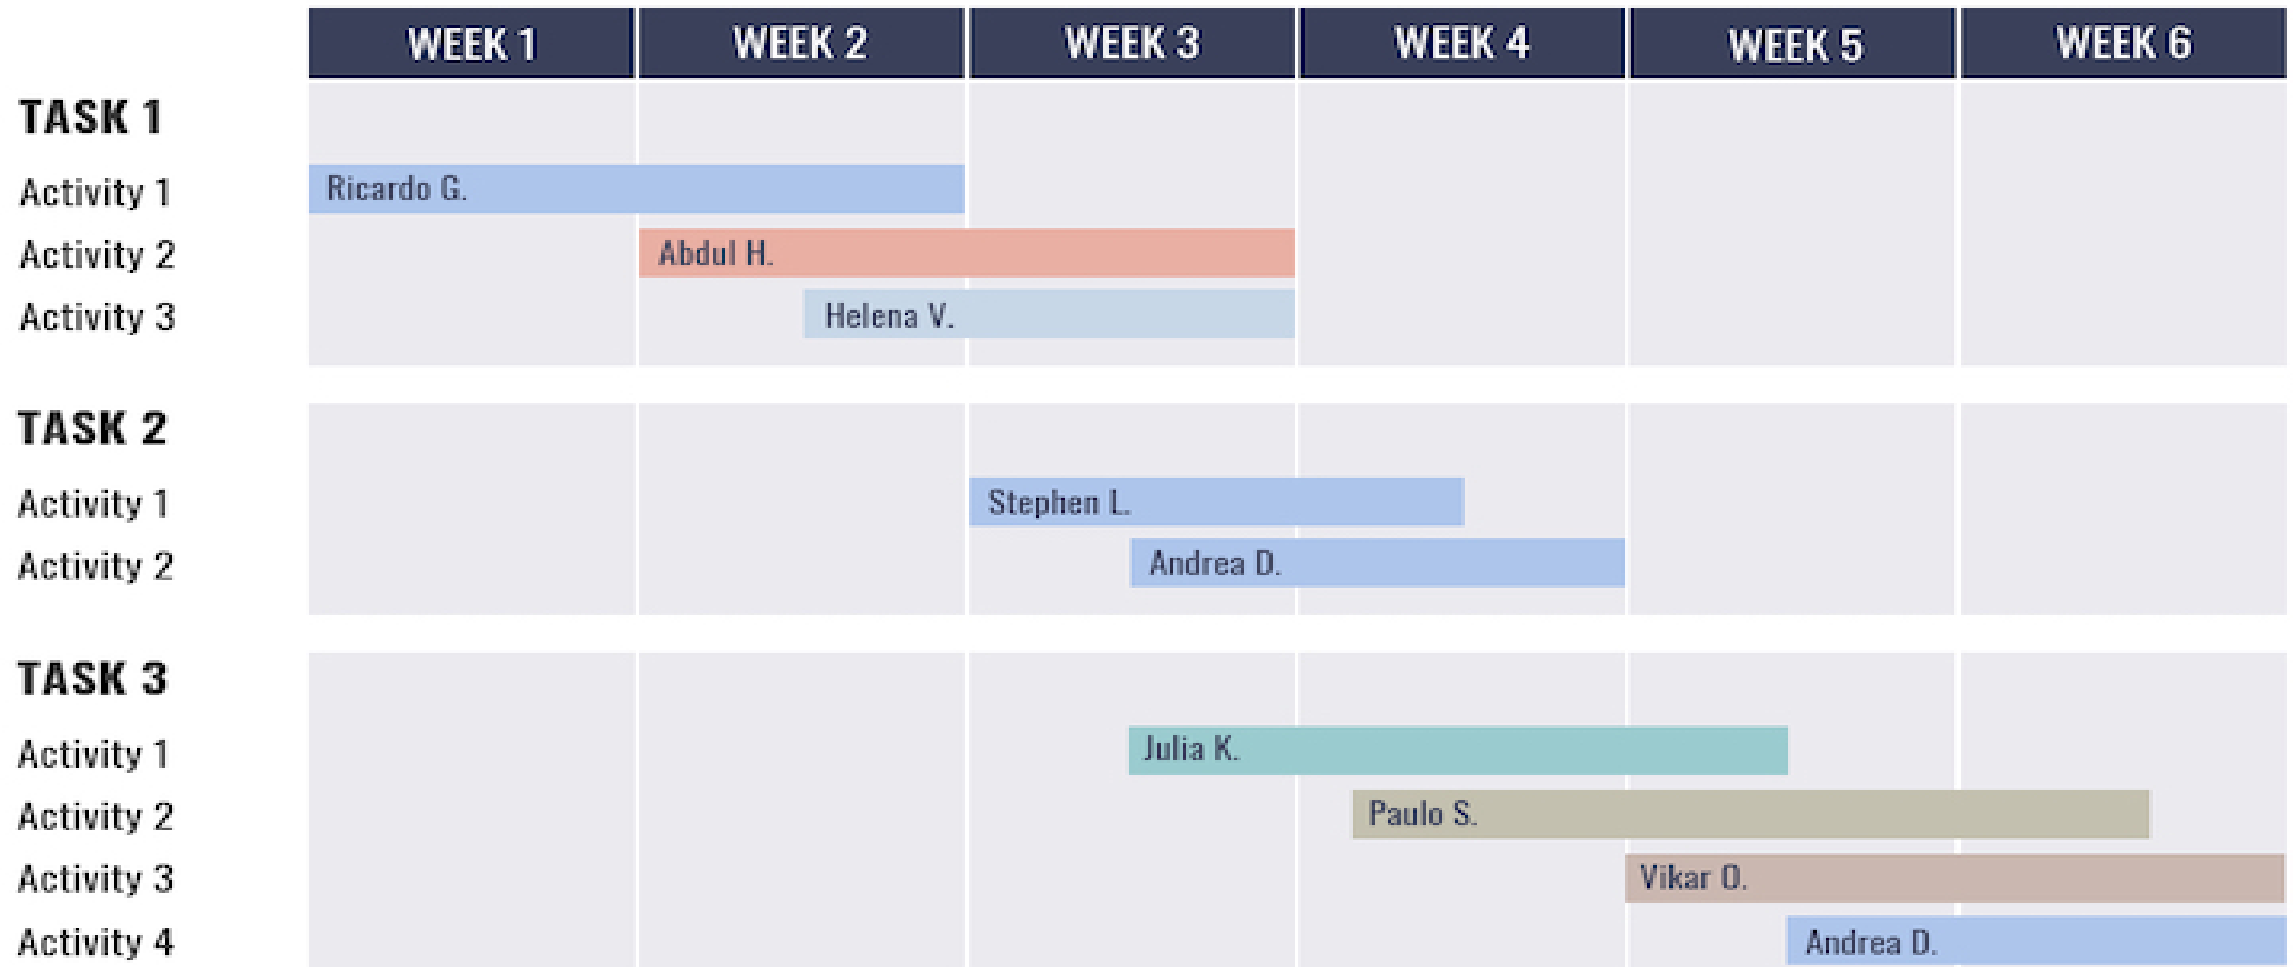 WEEK 1 WEEK 2 WEEK 3 WEEK 4 WEEK 5 WEEK 6
TASK 1
Activity 1 Ricardo G.
Activity 2 Abdul H.
Activity 3 Helena V.
TASK 2
Activity 1 Stephen L.
Activity 2 Andrea D.
TASK 3
Activity 1 Julia K.
Activity 2 Paulo S.
Activity 3 Vikar O.
Activity 4 Andrea D.